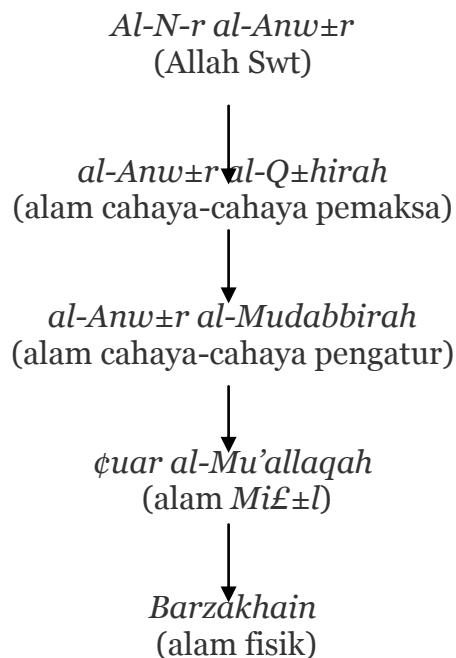 Al-N-r al-Anw±r
(Allah Swt)
al-Anw±r al-Q±hirah
(alam cahaya-cahaya pemaksa)
al-Anw±r al-Mudabbirah
(alam cahaya-cahaya pengatur)
¢uar al-Mu’allaqah
(alam Mi£±l)
Barzakhain
(alam fisik)